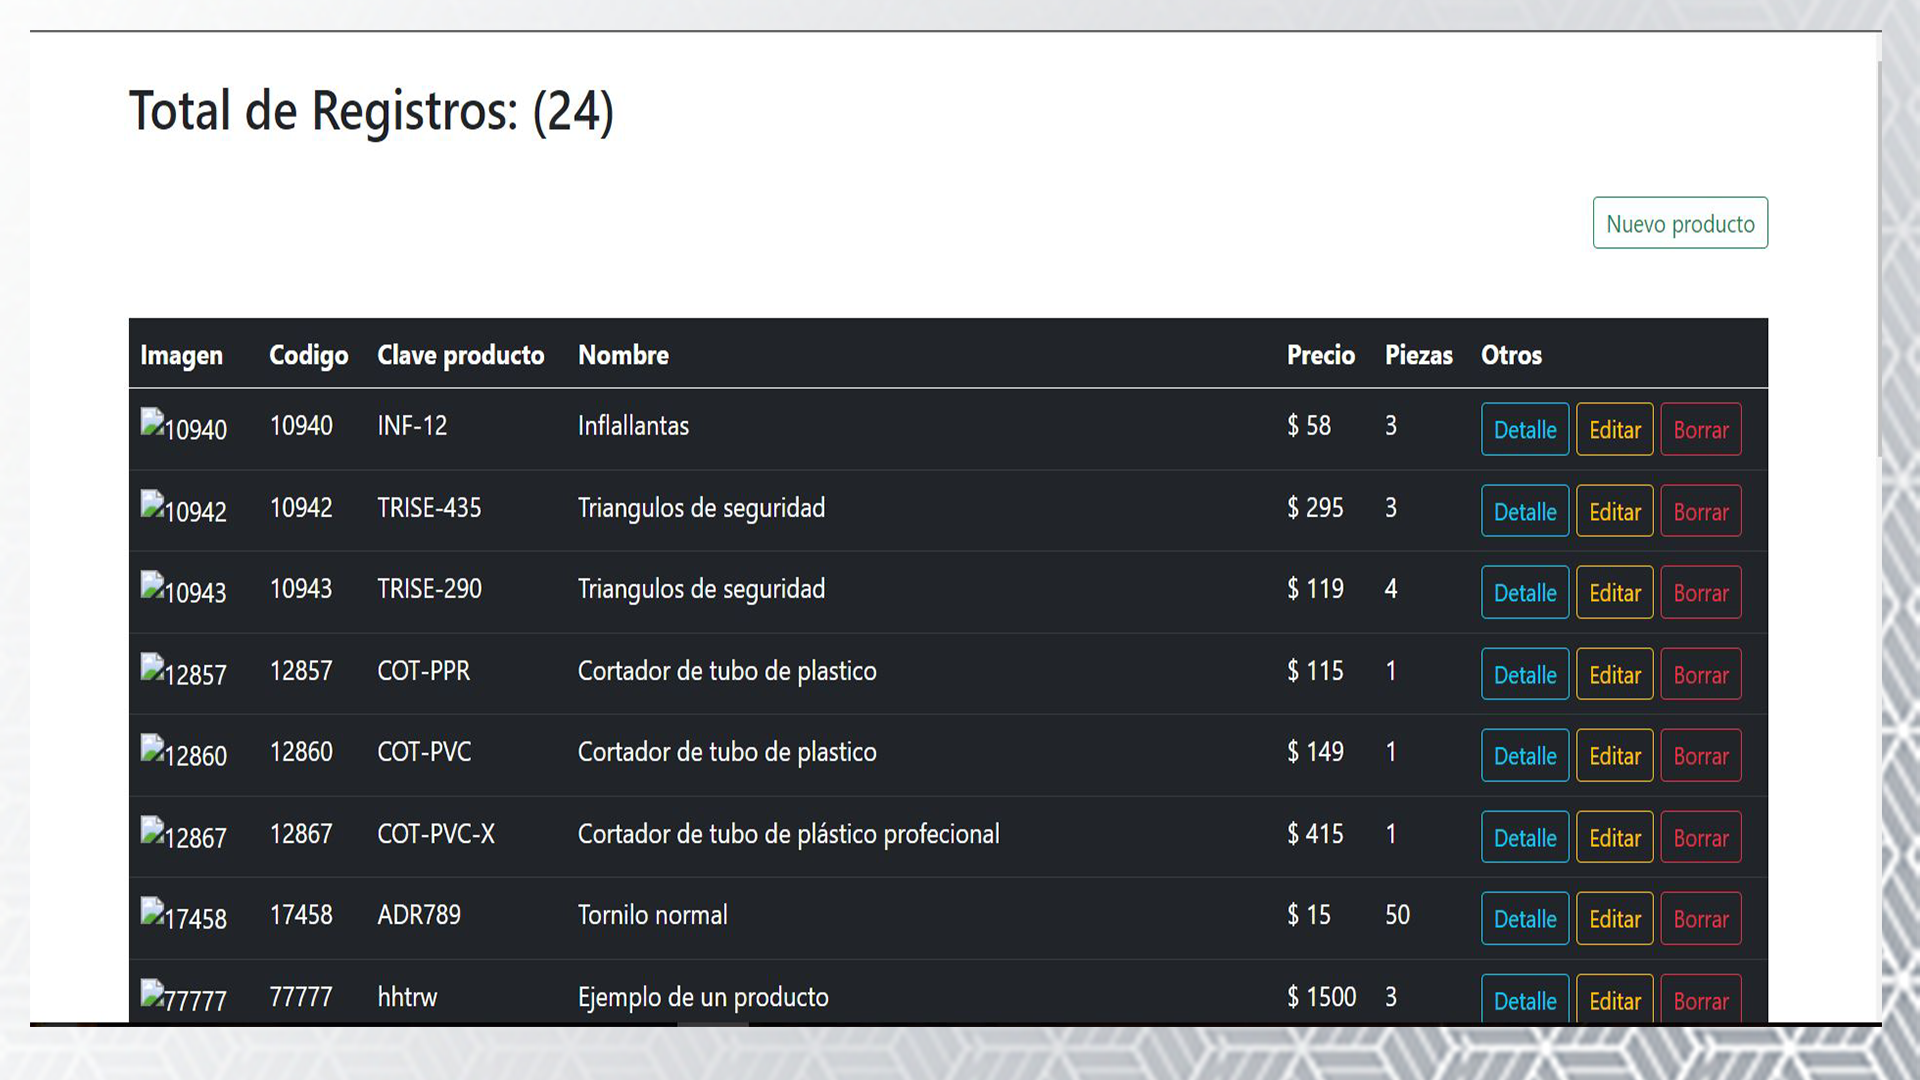 Total de Registros: (24)
Nuevo producto
Imagen Codigo Clave producto Nombre Precio Piezas Otros
10940 10940 INF-12 Inflallantas $ 58 3 Detalle Editar Borrar
10942 10942 TRISE-435 Triangulos de seguridad $ 295 3 Detalle Editar Borrar
10943 10943 TRISE-290 Triangulos de seguridad $ 119 4 Detalle Editar Borrar
12857 12857 COT-PPR Cortador de tubo de plastico $ 115 1 Detalle Editar Borrar
12860 12860 COT-PVC Cortador de tubo de plastico $ 149 1 Detalle Editar Borrar
12867 12867 COT-PVC-X Cortador de tubo de plástico profecional $ 415 1 Detalle Editar Borrar
17458 17458 ADR789 Tornilo normal $ 15 50 Detalle Editar Borrar
77777 77777 hhtrw Ejemplo de un producto $ 1500 3 Detalle Editar Borrar